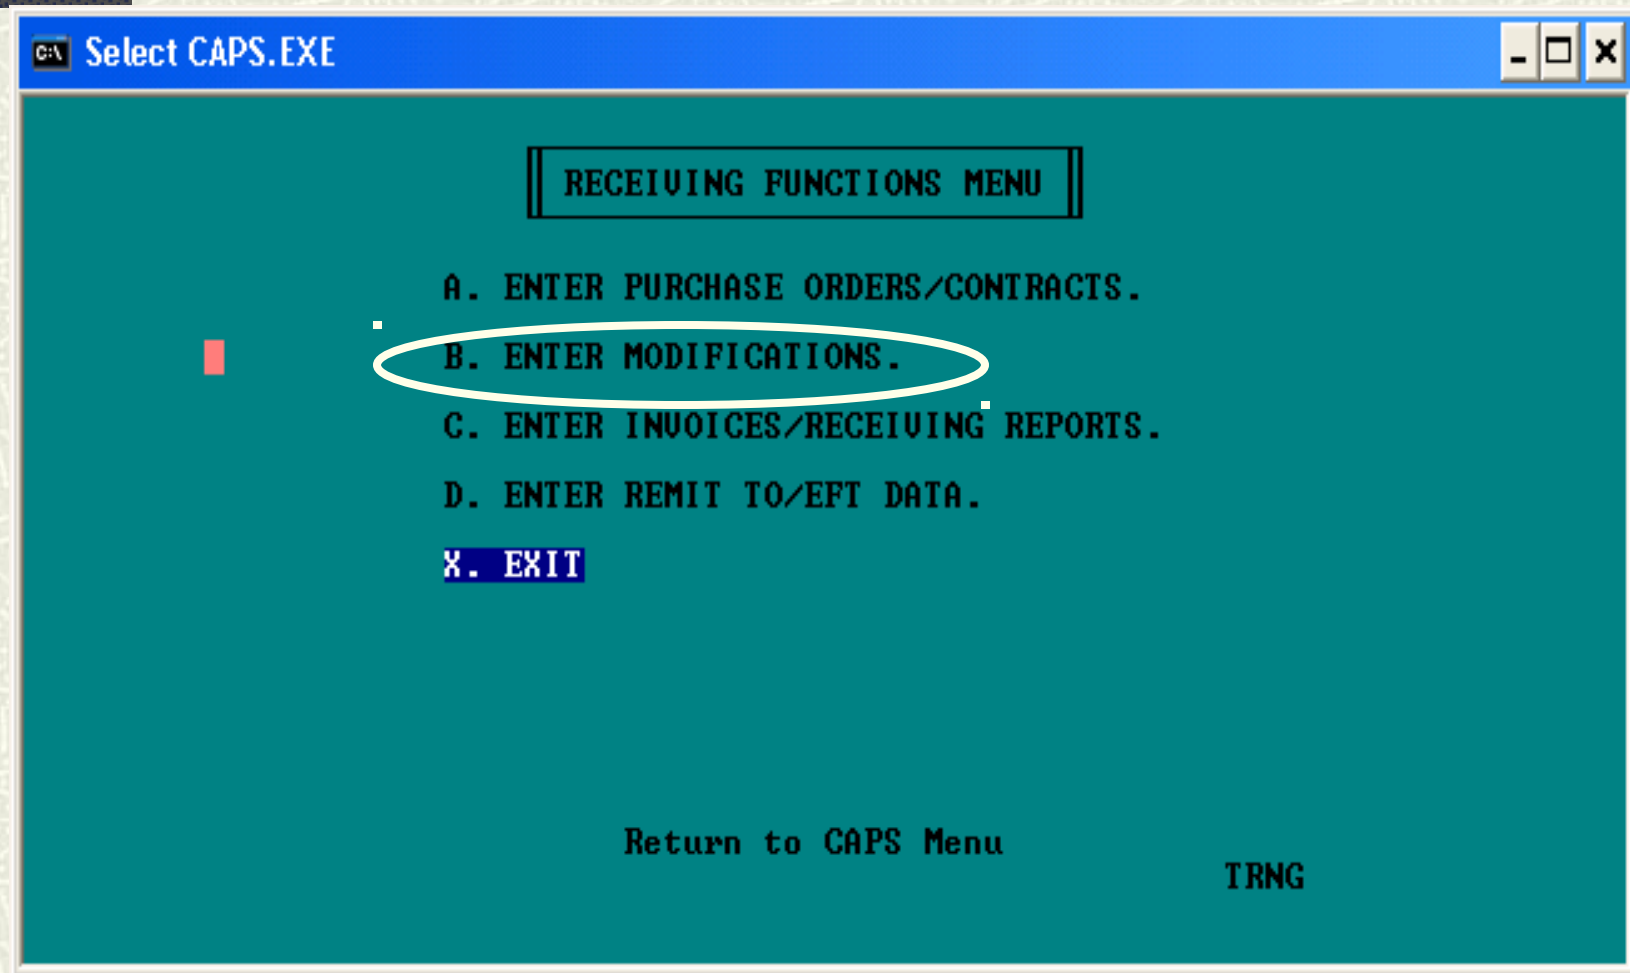 C:\ Select CAPS.EXE
RECEIVING FUNCTIONS MENU
A. ENTER PURCHASE ORDERS/CONTRACTS.
B. ENTER MODIFICATIONS.
C. ENTER INVOICES/RECEIVING REPORTS.
D. ENTER REMIT TO/EFT DATA.
X. EXIT
Return to CAPS Menu
TRNG